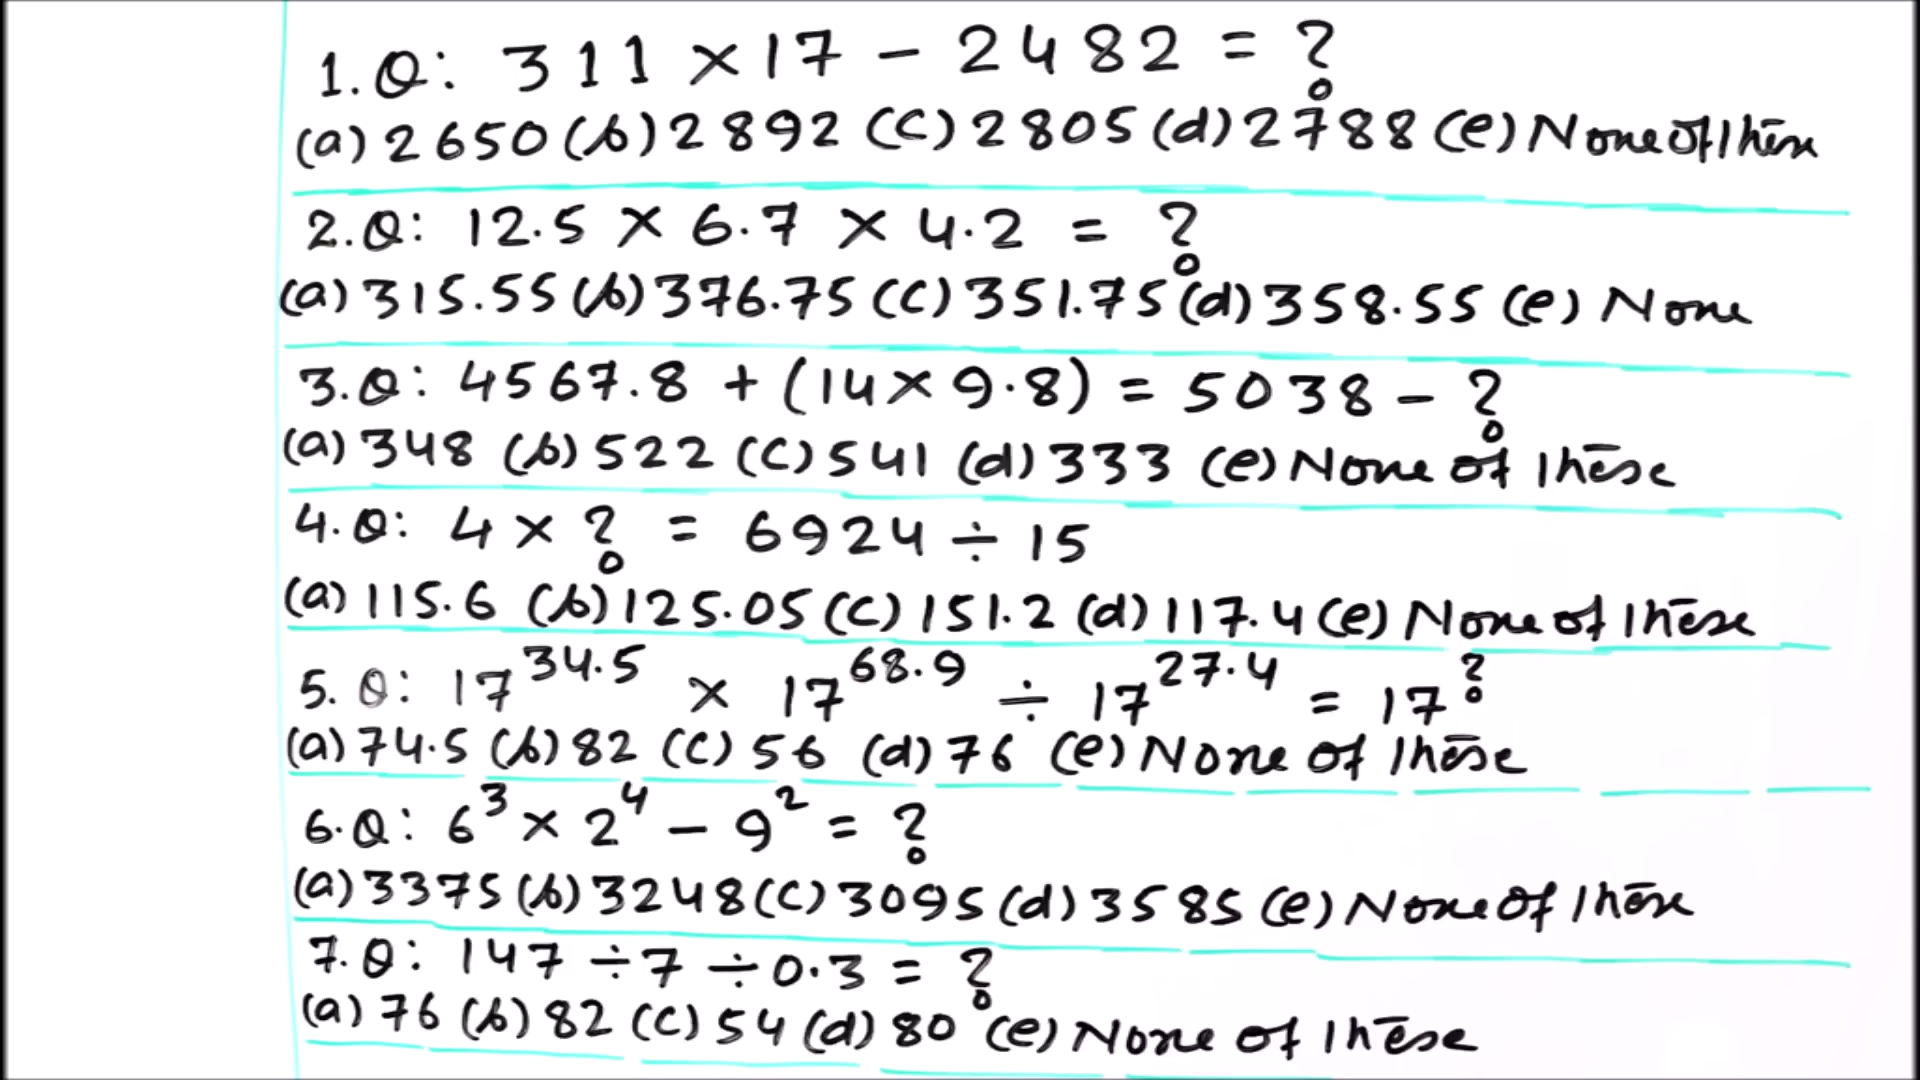 1.Q: 311 × 17 - 2482 = ?
(a) 2650 (b) 2892 (c) 2805 (d) 2788 (e) None of these
2.Q: 12.5 × 6.7 × 4.2 = ?
(a) 315.55 (b) 376.75 (c) 351.75 (d) 358.55 (e) None
3.Q: 4567.8 + (14 × 9.8) = 5038 - ?
(a) 348 (b) 522 (c) 541 (d) 333 (e) None of these
4.Q: 4 × ? = 6924 ÷ 15
(a) 115.6 (b) 125.05 (c) 151.2 (d) 117.4 (e) None of these
5.Q: 17^34.5 × 17^68.9 ÷ 17^27.4 = 17^?
(a) 74.5 (b) 82 (c) 56 (d) 76 (e) None of these
6.Q: 6^3 × 2^4 - 9^2 = ?
(a) 3375 (b) 3248 (c) 3095 (d) 3585 (e) None of these
7.Q: 147 ÷ 7 ÷ 0.3 = ?
(a) 76 (b) 82 (c) 54 (d) 80 (e) None of these